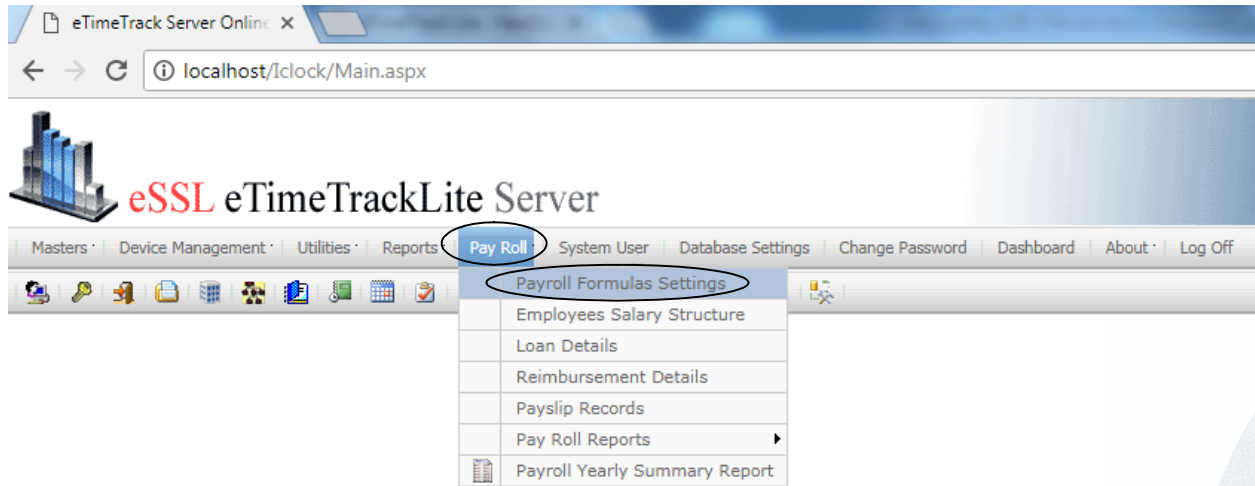 eTimeTrack Server Online
localhost/Iclock/Main.aspx
eSSL eTimeTrackLite Server
Masters Device Management Utilities Reports Pay Roll System User Database Settings Change Password Dashboard About Log Off
Payroll Formulas Settings
Employees Salary Structure
Loan Details
Reimbursement Details
Payslip Records
Pay Roll Reports
Payroll Yearly Summary Report